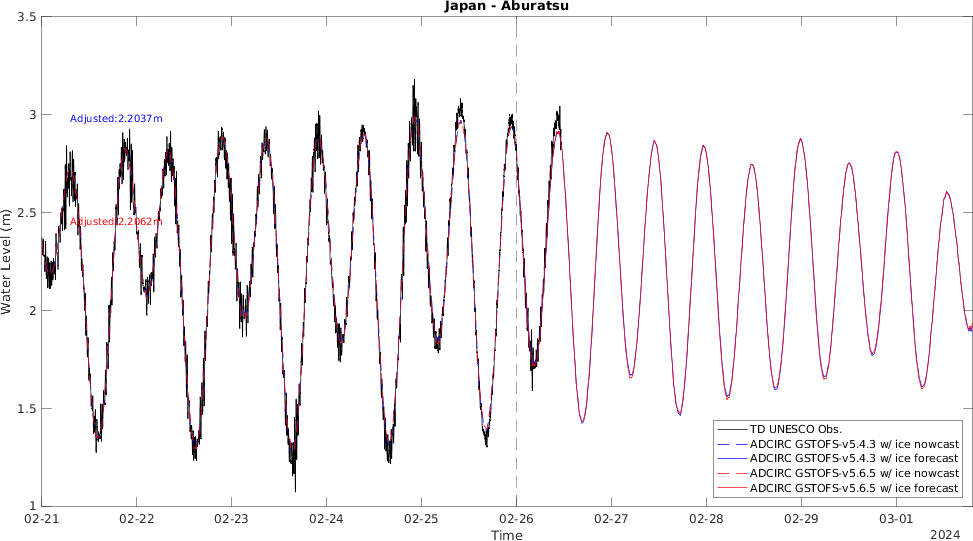 Japan - Aburatsu
3.5
3
2.5
2
1.5
1
Water Level (m)
Adjusted:2.2037m
Adjusted:2.2062m
TD UNESCO Obs.
ADCIRC GSTOFS-v5.4.3 w/ ice nowcast
ADCIRC GSTOFS-v5.4.3 w/ ice forecast
ADCIRC GSTOFS-v5.6.5 w/ ice nowcast
ADCIRC GSTOFS-v5.6.5 w/ ice forecast
02-21 02-22 02-23 02-24 02-25 02-26 02-27 02-28 02-29 03-01
Time
2024